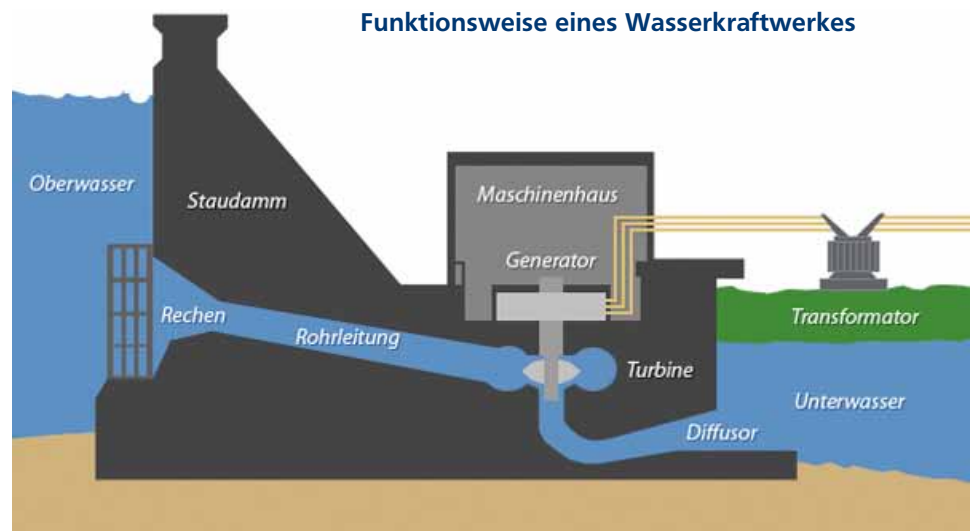 Funktionsweise eines Wasserkraftwerkes
Oberwasser
Staudamm
Maschinenhaus
Generator
Rechen
Rohrleitung
Transformator
Turbine
Unterwasser
Diffusor